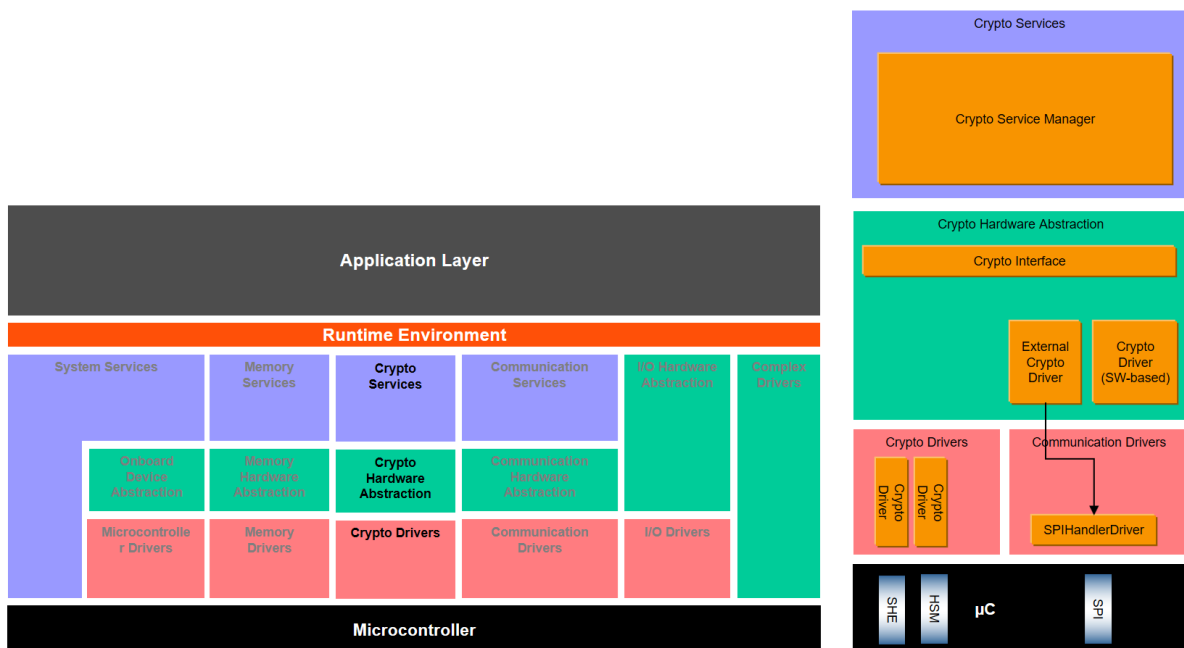 Application Layer
Runtime Environment
System Services
Memory
Services
Crypto
Services
Communication
Services
I/O Hardware
Abstraction
Complex
Drivers
Onboard
Device
Abstraction
Memory
Hardware
Abstraction
Crypto
Hardware
Abstraction
Communication
Hardware
Abstraction
Microcontrolle
r Drivers
Memory
Drivers
Crypto Drivers
Communication
Drivers
I/O Drivers
Microcontroller
Crypto Services
Crypto Service Manager
Crypto Hardware Abstraction
Crypto Interface
External
Crypto
Driver
Crypto
Driver
(SW-based)
Crypto Drivers
Crypto
Driver
Crypto
Driver
Communication Drivers
SPIHandlerDriver
SHE
HSM
µC
SPI